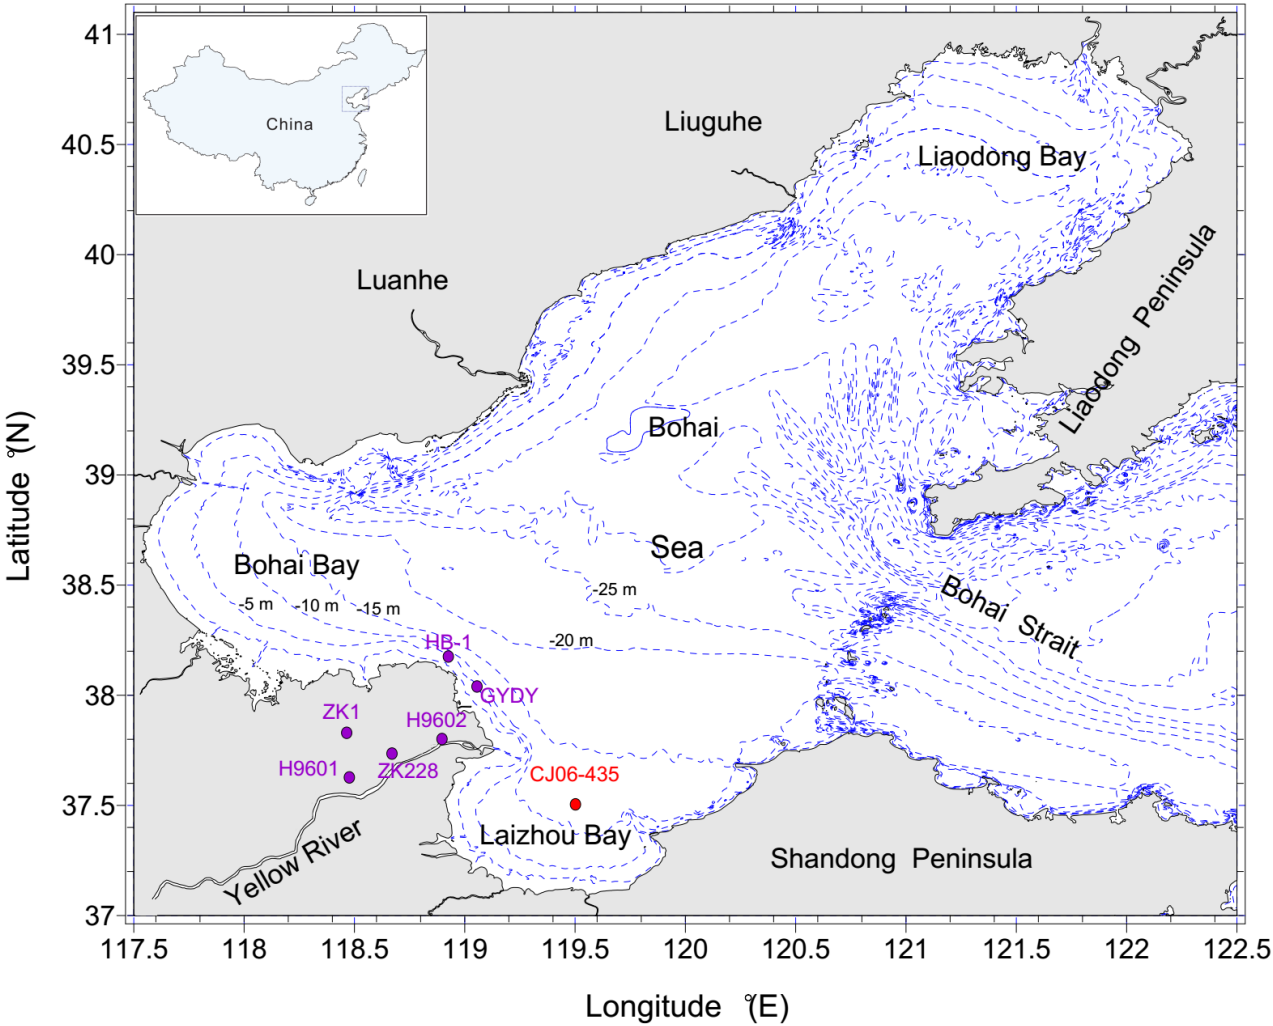 41
40.5
40
39.5
39
38.5
38
37.5
37
Latitude °(N)
China
Liuguhe
Liaodong Bay
Luanhe
Liaodong Peninsula
Bohai
Sea
Bohai Bay
-5 m
-10 m
-15 m
-25 m
-20 m
Bohai Strait
HB-1
GYDY
ZK1
H9602
H9601
ZK228
CJ06-435
Laizhou Bay
Yellow River
Shandong Peninsula
117.5 118 118.5 119 119.5 120 120.5 121 121.5 122 122.5
Longitude °(E)